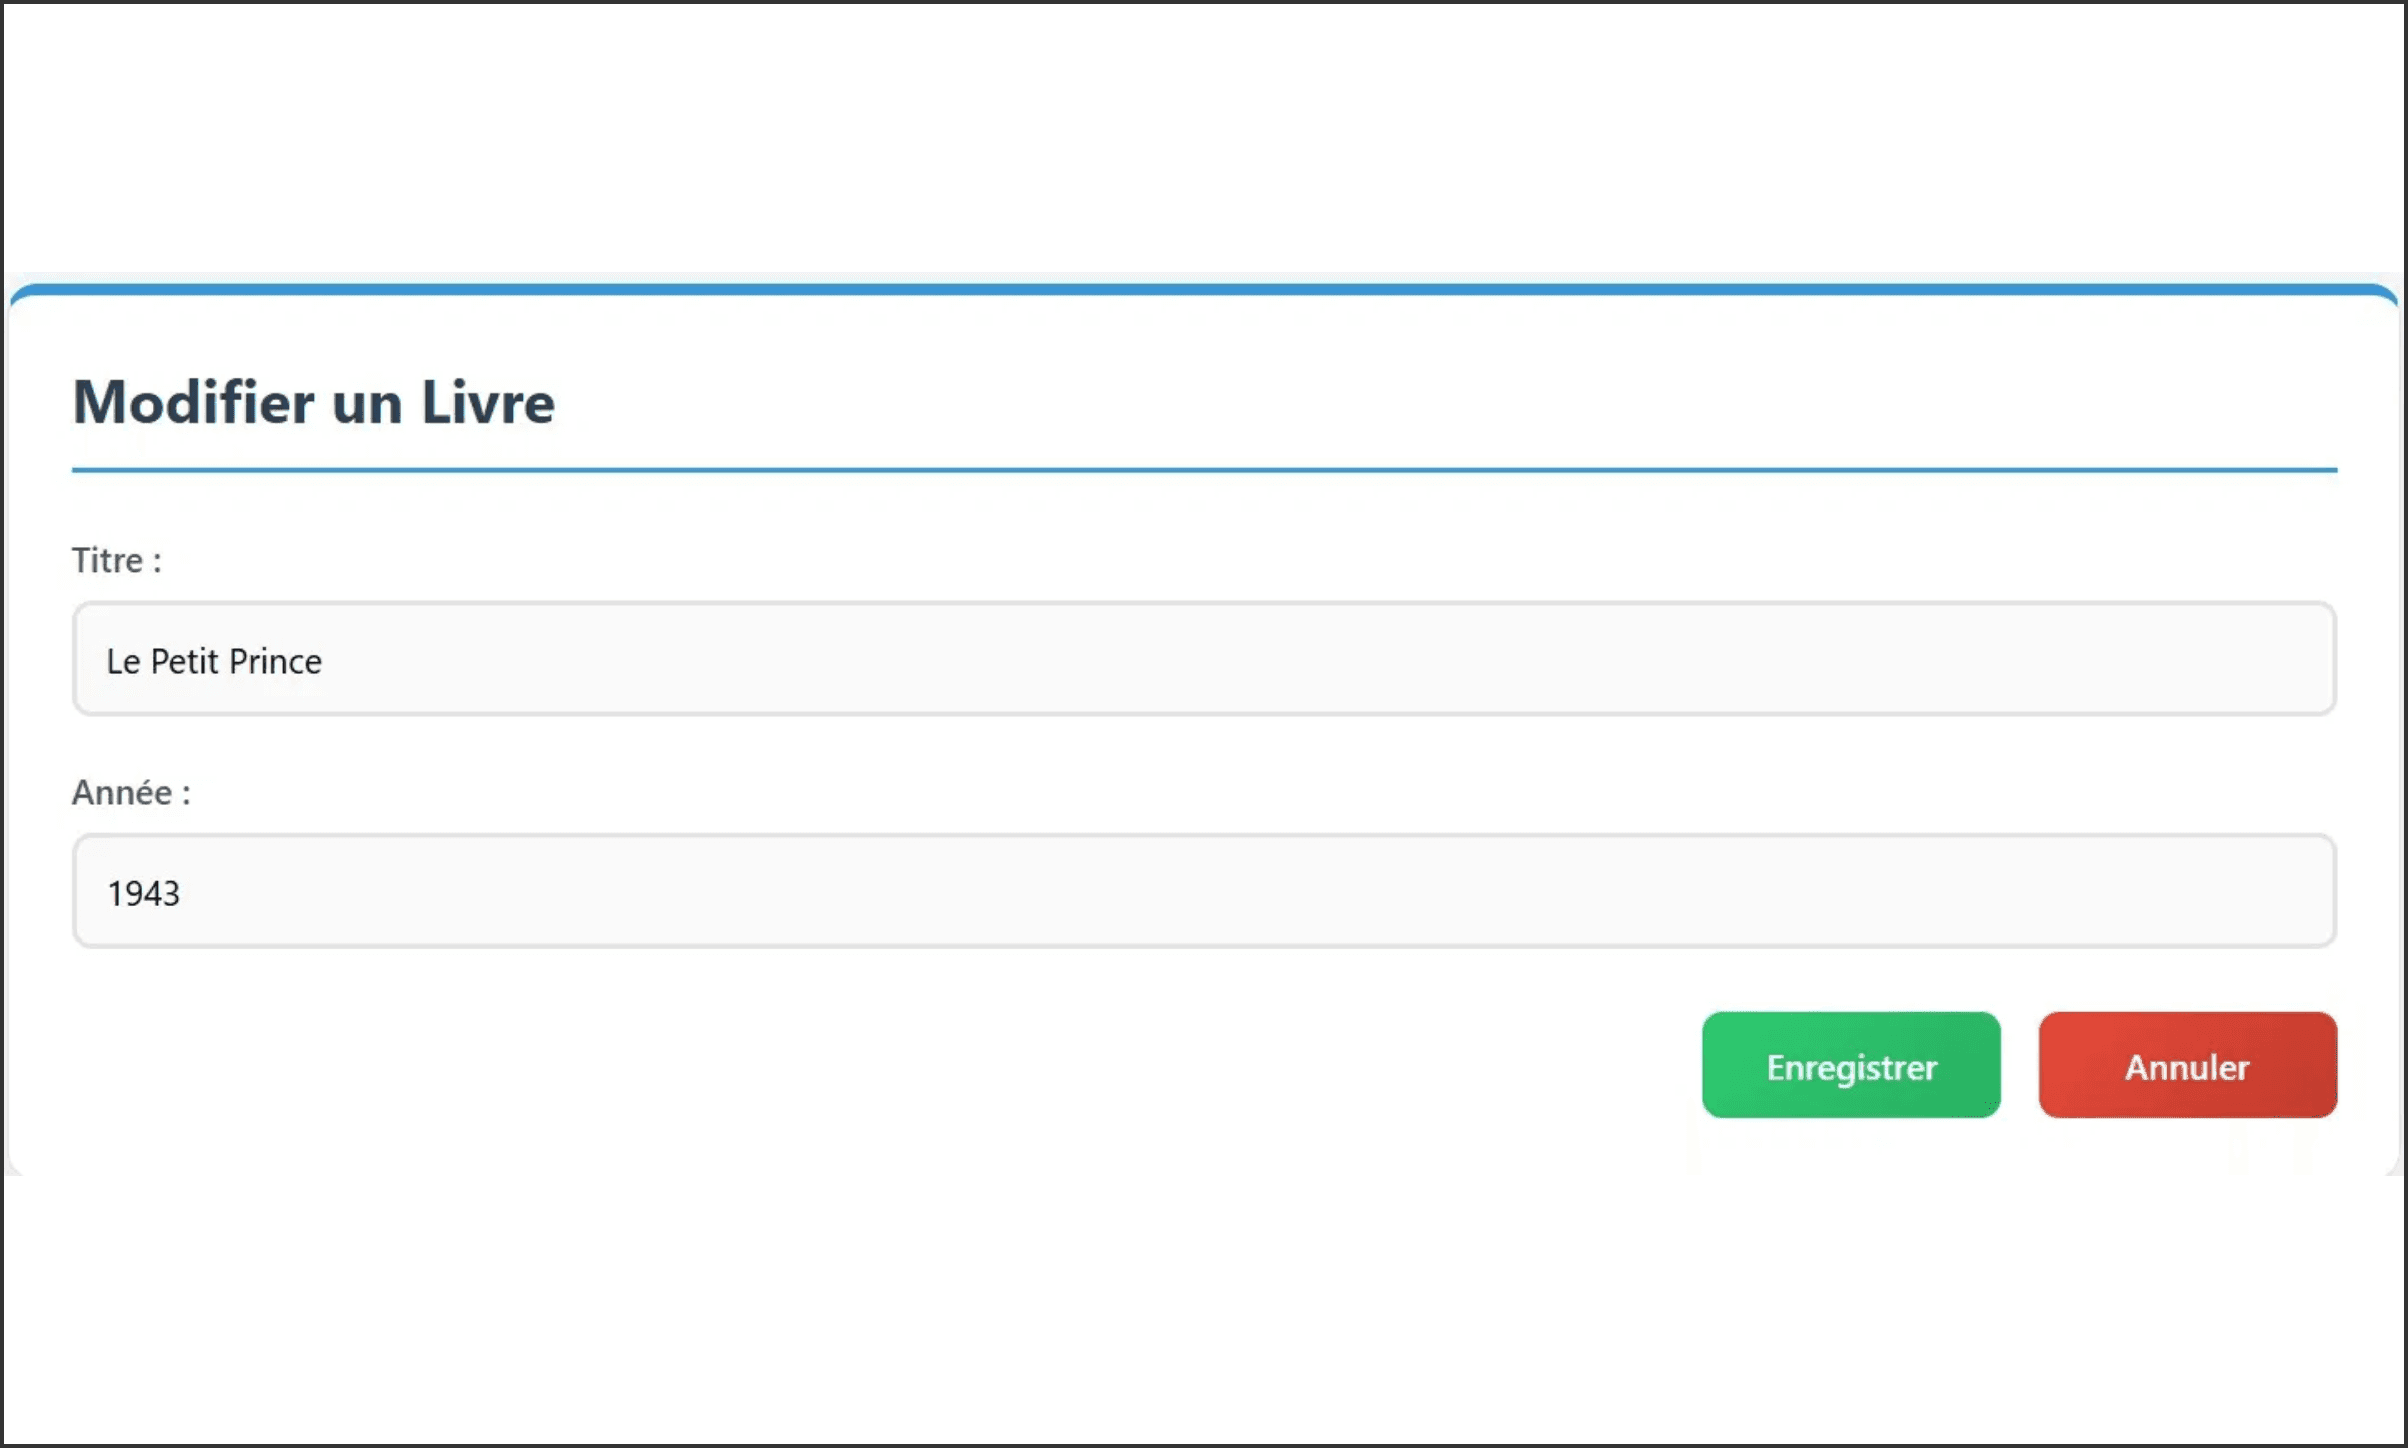 Modifier un Livre
Titre :
Le Petit Prince
Année :
1943
Enregistrer Annuler